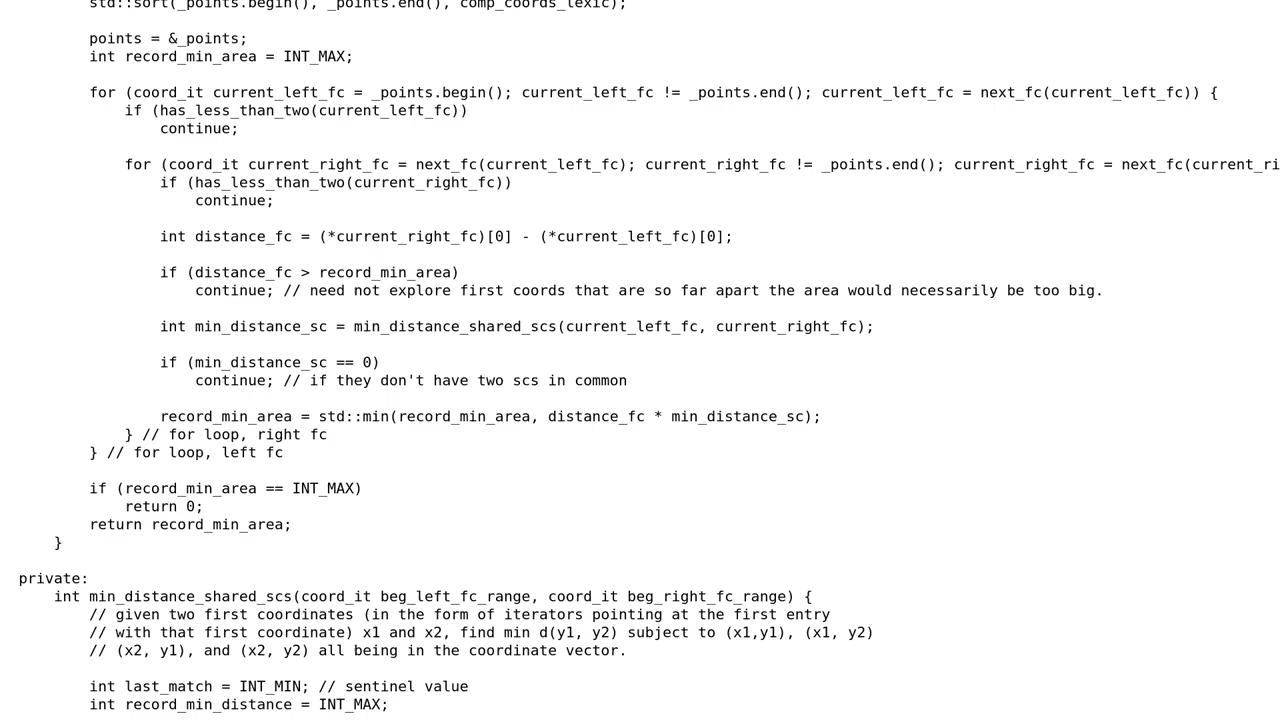 std::sort(_points.begin(), _points.end(), comp_coords_lexic);
points = &_points;
int record_min_area = INT_MAX;
for (coord_it current_left_fc = _points.begin(); current_left_fc != _points.end(); current_left_fc = next_fc(current_left_fc)) {
if (has_less_than_two(current_left_fc))
continue;
for (coord_it current_right_fc = next_fc(current_left_fc); current_right_fc != _points.end(); current_right_fc = next_fc(current_ri
if (has_less_than_two(current_right_fc))
continue;
int distance_fc = (*current_right_fc)[0] - (*current_left_fc)[0];
if (distance_fc > record_min_area)
continue; // need not explore first coords that are so far apart the area would necessarily be too big.
int min_distance_sc = min_distance_shared_scs(current_left_fc, current_right_fc);
if (min_distance_sc == 0)
continue; // if they don't have two scs in common
record_min_area = std::min(record_min_area, distance_fc * min_distance_sc);
} // for loop, right fc
} // for loop, left fc
if (record_min_area == INT_MAX)
return 0;
return record_min_area;
}
private:
int min_distance_shared_scs(coord_it beg_left_fc_range, coord_it beg_right_fc_range) {
// given two first coordinates (in the form of iterators pointing at the first entry
// with that first coordinate) x1 and x2, find min d(y1, y2) subject to (x1,y1), (x1, y2)
// (x2, y1), and (x2, y2) all being in the coordinate vector.
int last_match = INT_MIN; // sentinel value
int record_min_distance = INT_MAX;